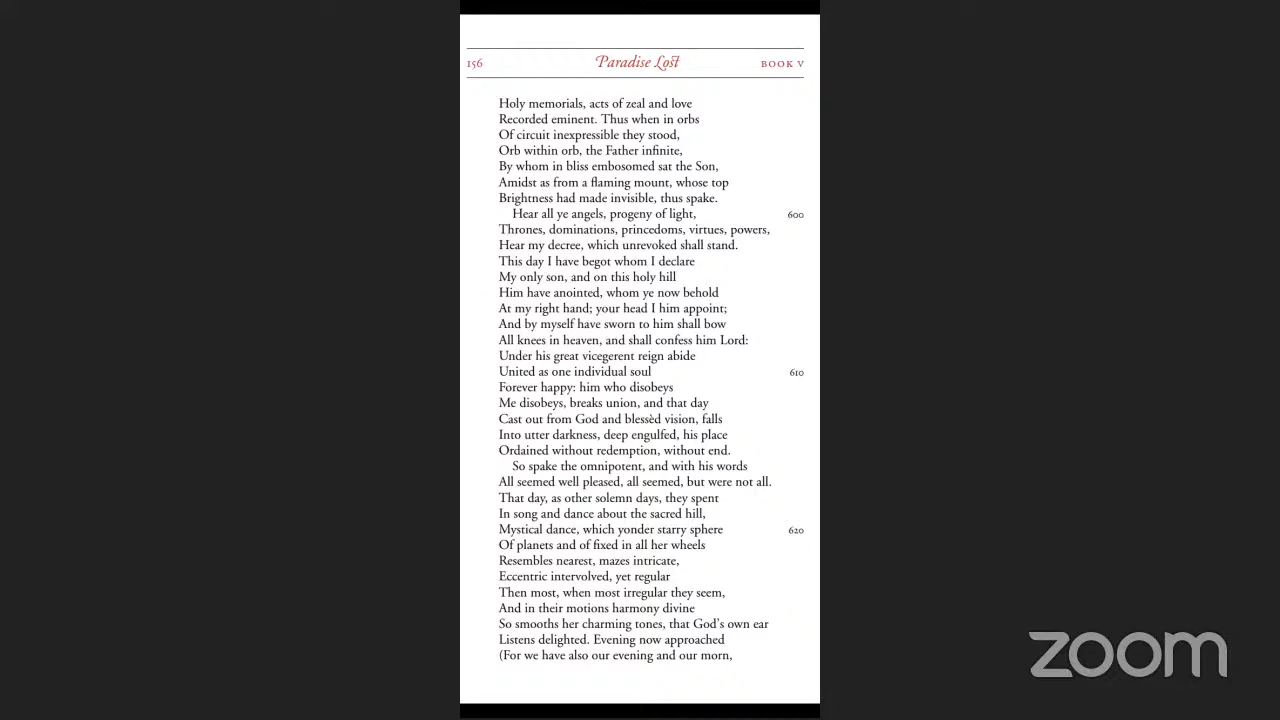 156 Paradise Lost BOOK V
Holy memorials, acts of zeal and love
Recorded eminent. Thus when in orbs
Of circuit inexpressible they stood,
Orb within orb, the Father infinite,
By whom in bliss embosomed sat the Son,
Amidst as from a flaming mount, whose top
Brightness had made invisible, thus spake.
Hear all ye angels, progeny of light, 600
Thrones, dominations, princedoms, virtues, powers,
Hear my decree, which unrevoked shall stand.
This day I have begot whom I declare
My only son, and on this holy hill
Him have anointed, whom ye now behold
At my right hand; your head I him appoint;
And by myself have sworn to him shall bow
All knees in heaven, and shall confess him Lord:
Under his great vicegerent reign abide
United as one individual soul 610
Forever happy: him who disobeys
Me disobeys, breaks union, and that day
Cast out from God and blessèd vision, falls
Into utter darkness, deep engulfed, his place
Ordained without redemption, without end.
So spake the omnipotent, and with his words
All seemed well pleased, all seemed, but were not all.
That day, as other solemn days, they spent
In song and dance about the sacred hill,
Mystical dance, which yonder starry sphere 620
Of planets and of fixed in all her wheels
Resembles nearest, mazes intricate,
Eccentric intervolved, yet regular
Then most, when most irregular they seem,
And in their motions harmony divine
So smooths her charming tones, that God's own ear
Listens delighted. Evening now approached
(For we have also our evening and our morn,
zoom